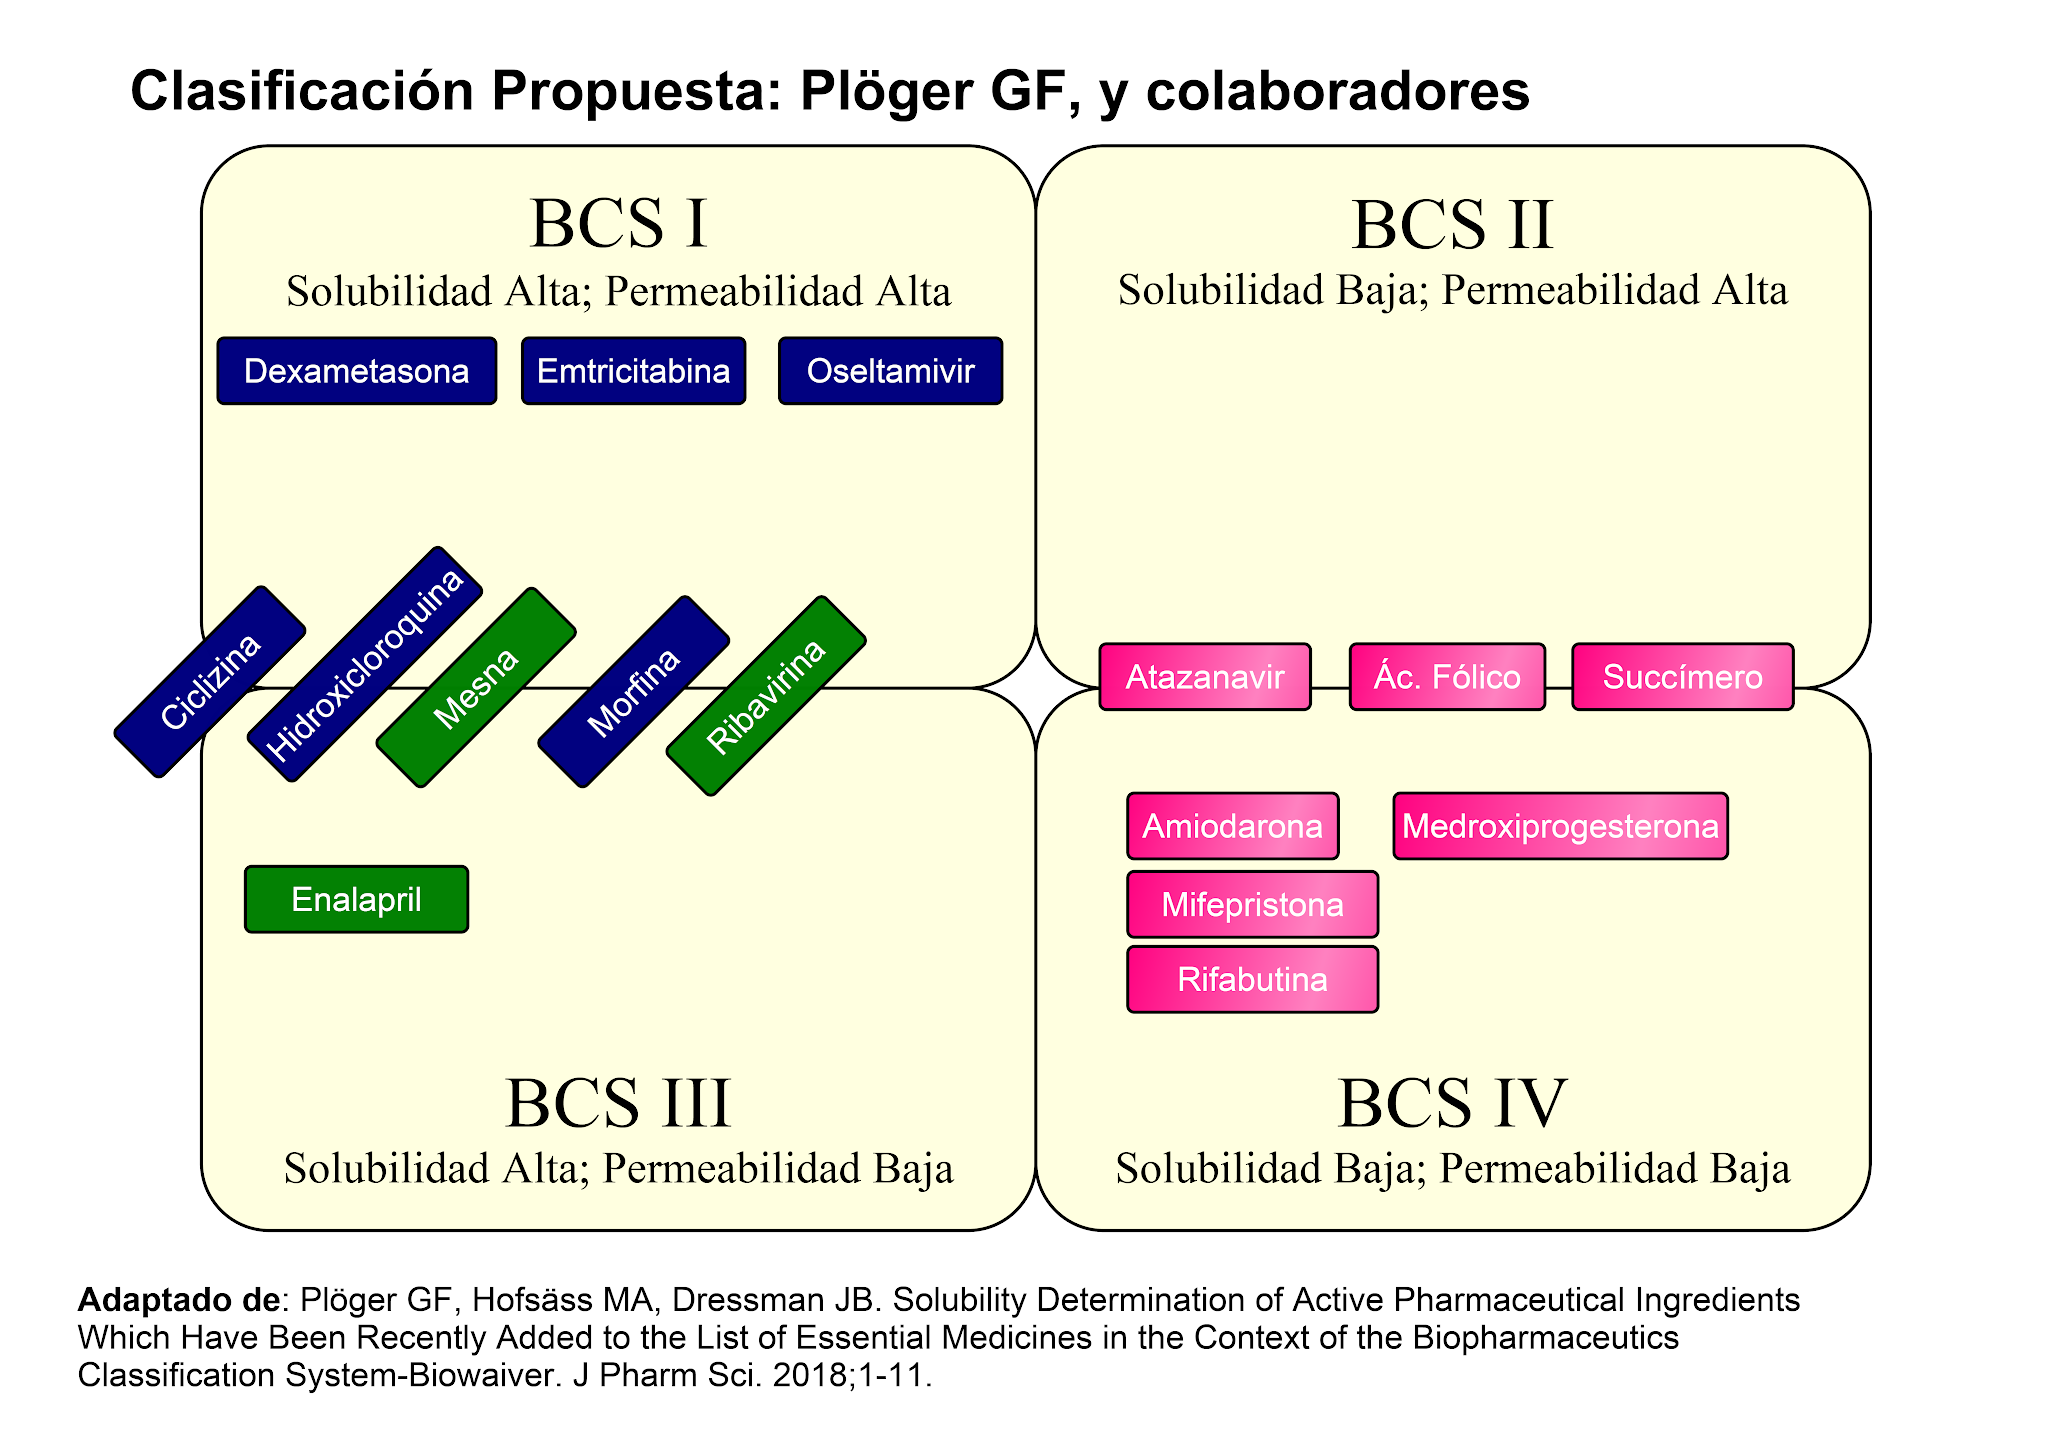 Clasificación Propuesta: Plöger GF, y colaboradores
BCS I
Solubilidad Alta; Permeabilidad Alta
Dexametasona
Emtricitabina
Oseltamivir
BCS II
Solubilidad Baja; Permeabilidad Alta
Ciclizina
Hidroxicloroquina
Mesna
Morfina
Ribavirina
Atazanavir
Ác. Fólico
Succímero
Enalapril
BCS III
Solubilidad Alta; Permeabilidad Baja
Amiodarona
Medroxiprogesterona
Mifepristona
Rifabutina
BCS IV
Solubilidad Baja; Permeabilidad Baja
Adaptado de: Plöger GF, Hofsäss MA, Dressman JB. Solubility Determination of Active Pharmaceutical Ingredients
Which Have Been Recently Added to the List of Essential Medicines in the Context of the Biopharmaceutics
Classification System-Biowaiver. J Pharm Sci. 2018;1-11.